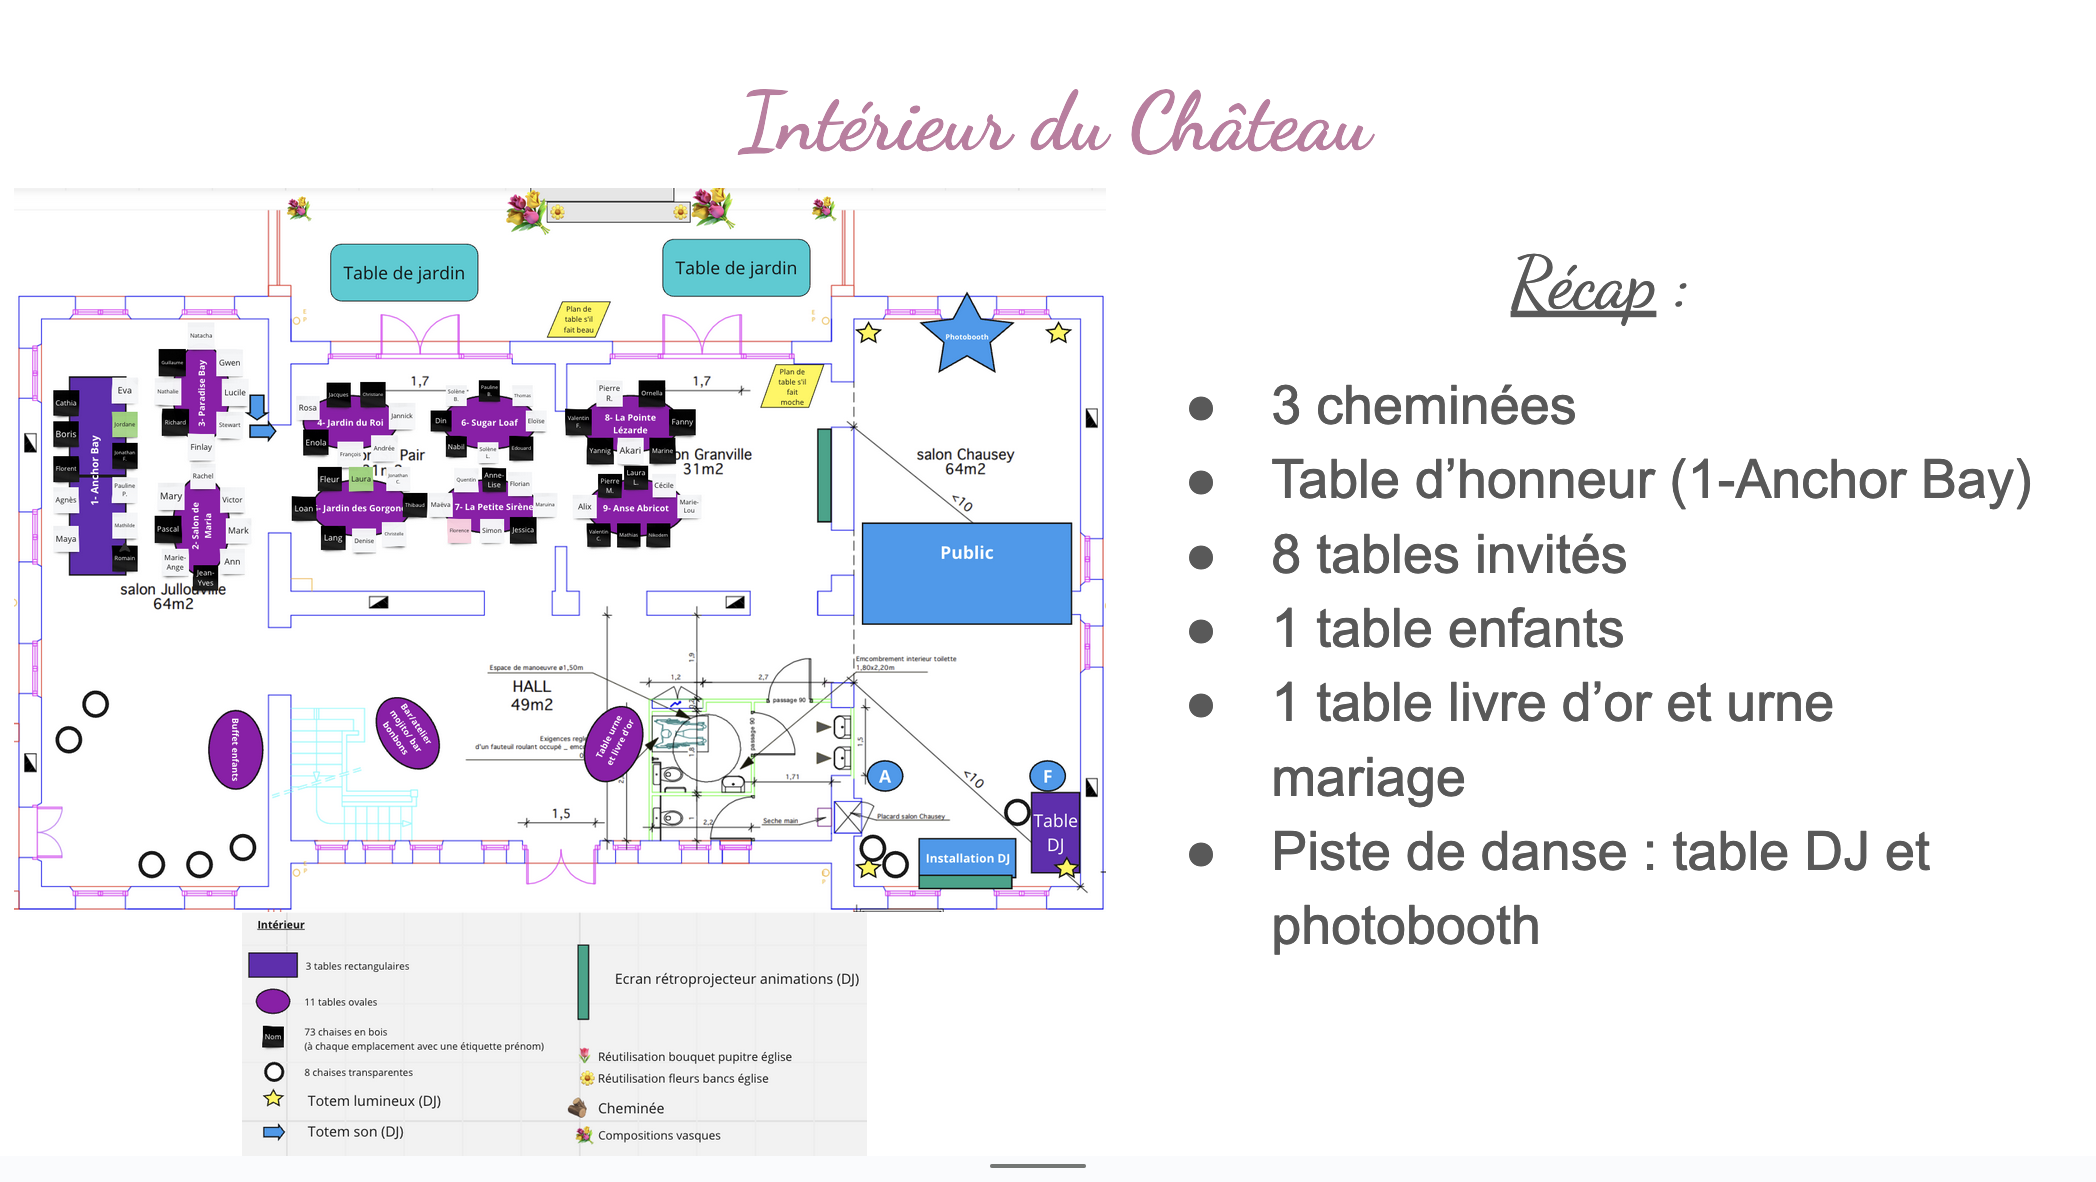 Intérieur du Château
Table de jardin
Table de jardin
Plan de
table s'il
fait beau
Plan de
table s'il
fait
moche
Photobooth
1,7
1,7
Natacha
Guillaume
Gwen
Nathalie
Lucile
Richard
Stewart
Finlay
3- Paradise Bay
Cathia
Eva
Boris
Jordane
Florent
Jonathan
F.
Agnès
Pauline
P.
Maya
Mathilde
Romain
1- Anchor Bay
Rachel
Mary
Victor
Pascal
Mark
Marie-
Ange
Ann
Jean-
Yves
2- Salon de
Maria
salon Jullouville
64m2
Rosa
Jacques
Christiane
Jannick
Enola
François
Andrée
4- Jardin du Roi
Solène
B.
Pauline
B.
Thomas
Din
Eloïse
Nabil
Solène
L.
Edouard
6- Sugar Loaf
Pierre
R.
Ornella
Valentin
F.
Fanny
Yannig
Akari
Marine
8- La Pointe
Lézarde
Pair
on Granville
31m2
Fleur
Laura
Jonathan
C.
Loan
Thibaud
Lang
Denise
Christelle
- Jardin des Gorgone
Quentin
Anne-
Lise
Florian
Maëva
Maruina
Florence
Simon
Jessica
7- La Petite Sirène
Pierre
M.
Laura
L.
Cécile
Alix
Marie-
Lou
Valentin
C.
Mathias
Nikodem
9- Anse Abricot
salon Chausey
64m2
<10
Public
Espace de manoeuvre ø1,50m
Emcombrement interieur toilette
1,80x2,20m
HALL
49m2
1,9
1,2
2,7
passage 90
passage 90
Exigences regle
d'un fauteuil roulant occupé _ emce
Buffet enfants
Bar/atelier
mojito/ bar
bonbons
Table urne
et livre d'or
1,8
1,5
1,71
2,2
1,5
Seche main
Placard salon Chausey
<10
A
F
Table
DJ
Installation DJ
Intérieur
3 tables rectangulaires
11 tables ovales
Nom
73 chaises en bois
(à chaque emplacement avec une étiquette prénom)
8 chaises transparentes
Totem lumineux (DJ)
Totem son (DJ)
Ecran rétroprojecteur animations (DJ)
Réutilisation bouquet pupitre église
Réutilisation fleurs bancs église
Cheminée
Compositions vasques
Récap :
● 3 cheminées
● Table d’honneur (1-Anchor Bay)
● 8 tables invités
● 1 table enfants
● 1 table livre d’or et urne
mariage
● Piste de danse : table DJ et
photobooth